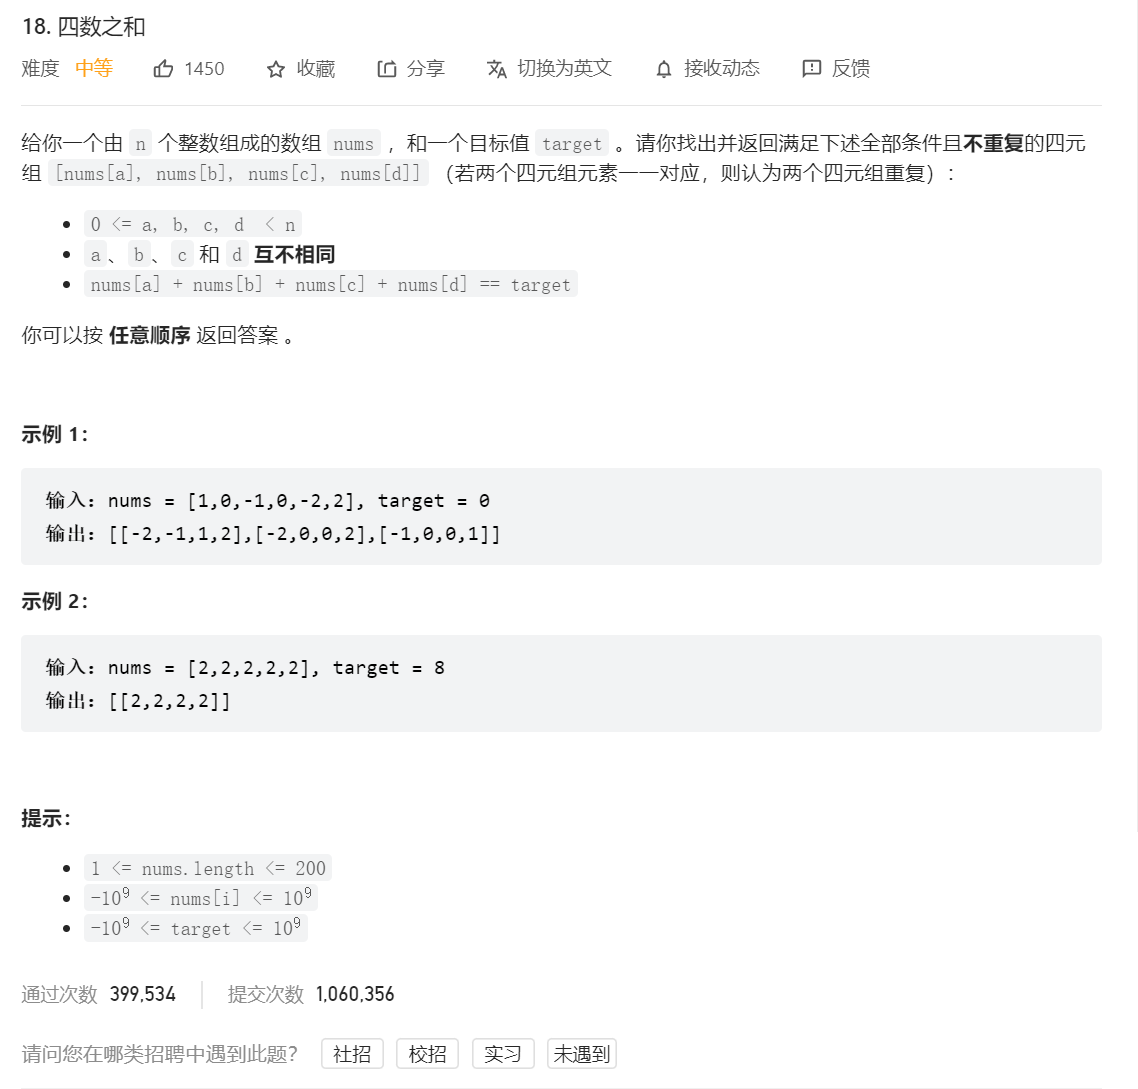 18. 四数之和
难度 中等 1450 收藏 分享 切换为英文 接收动态 反馈
给你一个由 n 个整数组成的数组 nums ，和一个目标值 target 。请你找出并返回满足下述全部条件且不重复的四元
组 [nums[a], nums[b], nums[c], nums[d]] （若两个四元组元素一一对应，则认为两个四元组重复）：
0 <= a, b, c, d < n
a、b、c 和 d 互不相同
nums[a] + nums[b] + nums[c] + nums[d] == target
你可以按 任意顺序 返回答案 。
示例 1：
输入：nums = [1,0,-1,0,-2,2], target = 0
输出：[[-2,-1,1,2],[-2,0,0,2],[-1,0,0,1]]
示例 2：
输入：nums = [2,2,2,2,2], target = 8
输出：[[2,2,2,2]]
提示：
1 <= nums.length <= 200
-10⁹ <= nums[i] <= 10⁹
-10⁹ <= target <= 10⁹
通过次数 399,534 提交次数 1,060,356
请问您在哪类招聘中遇到此题？ 社招 校招 实习 未遇到